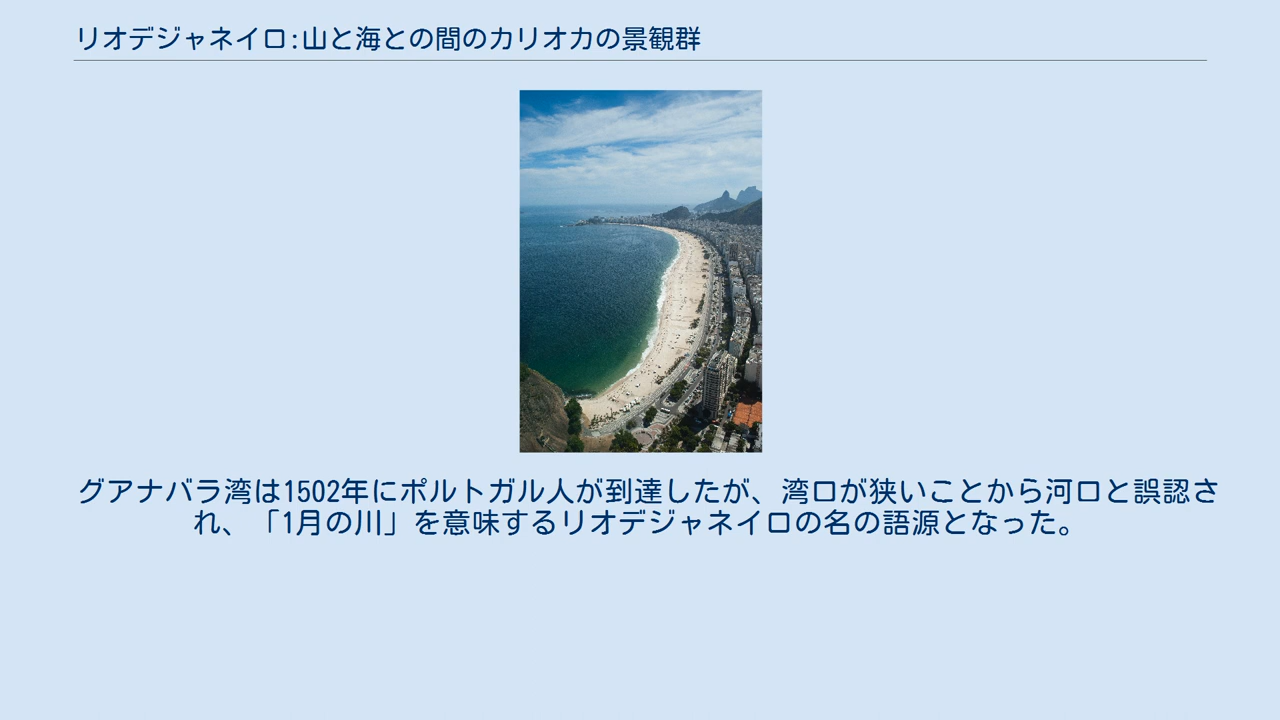 リオデジャネイロ:山と海との間のカリオカの景観群
グアナバラ湾は1502年にポルトガル人が到達したが、湾口が狭いことから河口と誤認さ
れ、「1月の川」を意味するリオデジャネイロの名の語源となった。